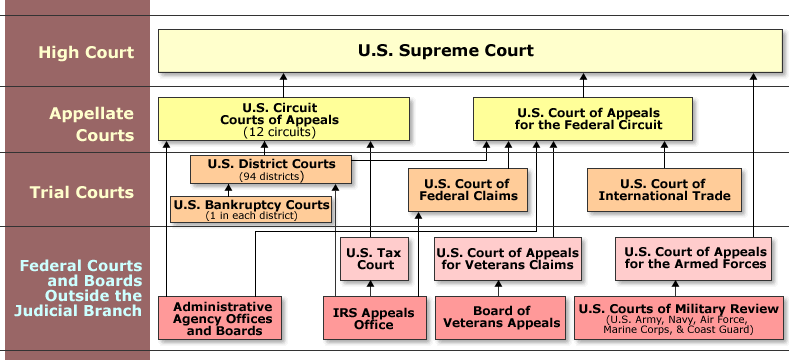 High Court
U.S. Supreme Court
Appellate
Courts
U.S. Circuit
Courts of Appeals
(12 circuits)
U.S. Court of Appeals
for the Federal Circuit
Trial Courts
U.S. District Courts
(94 districts)
U.S. Bankruptcy Courts
(1 in each district)
U.S. Court of
Federal Claims
U.S. Court of
International Trade
Federal Courts
and Boards
Outside the
Judicial Branch
U.S. Tax
Court
U.S. Court of Appeals
for Veterans Claims
U.S. Court of Appeals
for the Armed Forces
Administrative
Agency Offices
and Boards
IRS Appeals
Office
Board of
Veterans Appeals
U.S. Courts of Military Review
(U.S. Army, Navy, Air Force,
Marine Corps, & Coast Guard)